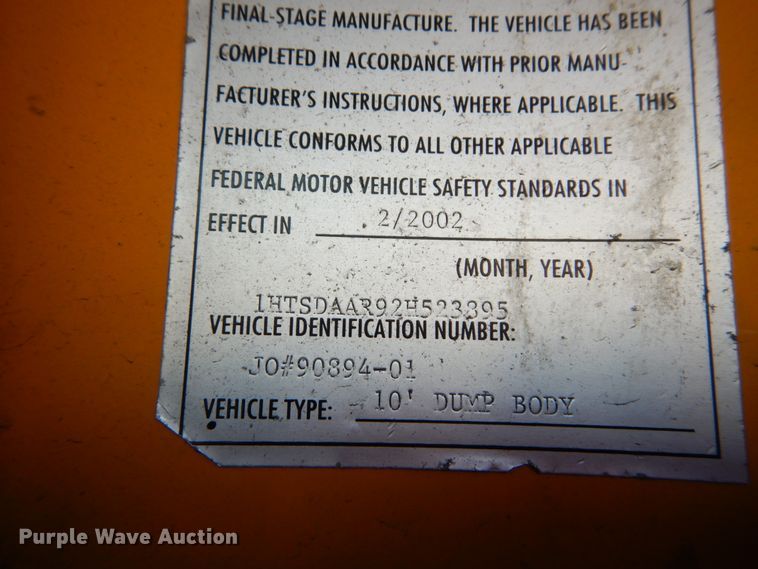 FINAL-STAGE MANUFACTURE. THE VEHICLE HAS BEEN
COMPLETED IN ACCORDANCE WITH PRIOR MANU-
FACTURER'S INSTRUCTIONS, WHERE APPLICABLE. THIS
VEHICLE CONFORMS TO ALL OTHER APPLICABLE
FEDERAL MOTOR VEHICLE SAFETY STANDARDS IN
EFFECT IN 2/2002
(MONTH, YEAR)
1HTSDAAR92H523395
VEHICLE IDENTIFICATION NUMBER:
JO#90894-01
VEHICLE TYPE: 10' DUMP BODY
Purple Wave Auction